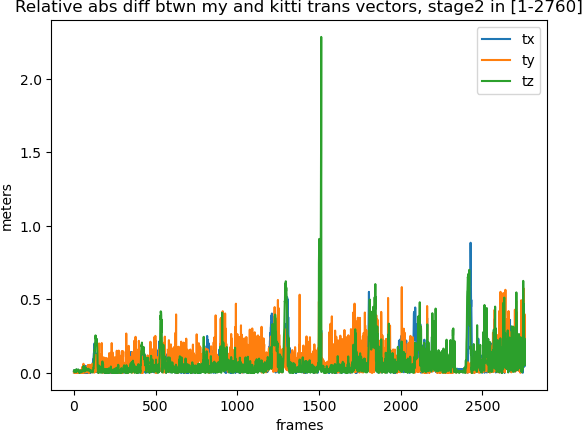 Relative abs diff btwn my and kitti trans vectors, stage2 in [1-2760]
tx
ty
tz
2.0
1.5
1.0
0.5
0.0
meters
0
500
1000
1500
2000
2500
frames